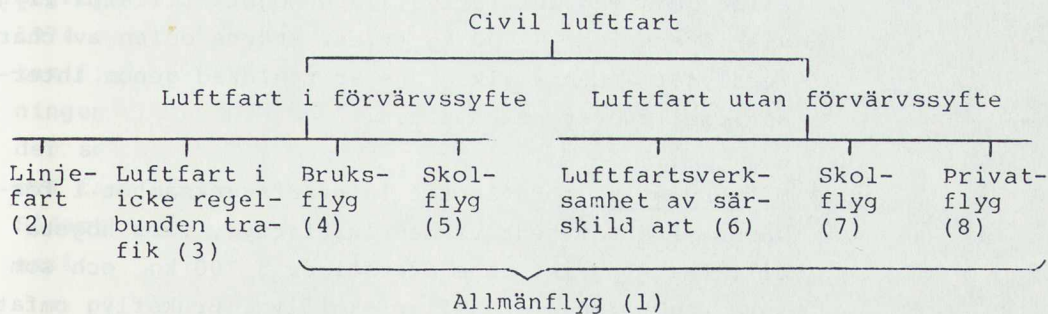 Civil luftfart
Luftfart i förvärvssyfte
Luftfart utan förvärvssyfte
Linje-
fart
(2)
Luftfart i
icke regel-
bunden tra-
fik (3)
Bruks-
flyg
(4)
Skol-
flyg
(5)
Luftfartsverk-
samhet av sär-
skild art (6)
Skol-
flyg
(7)
Privat-
flyg
(8)
Allmänflyg (1)